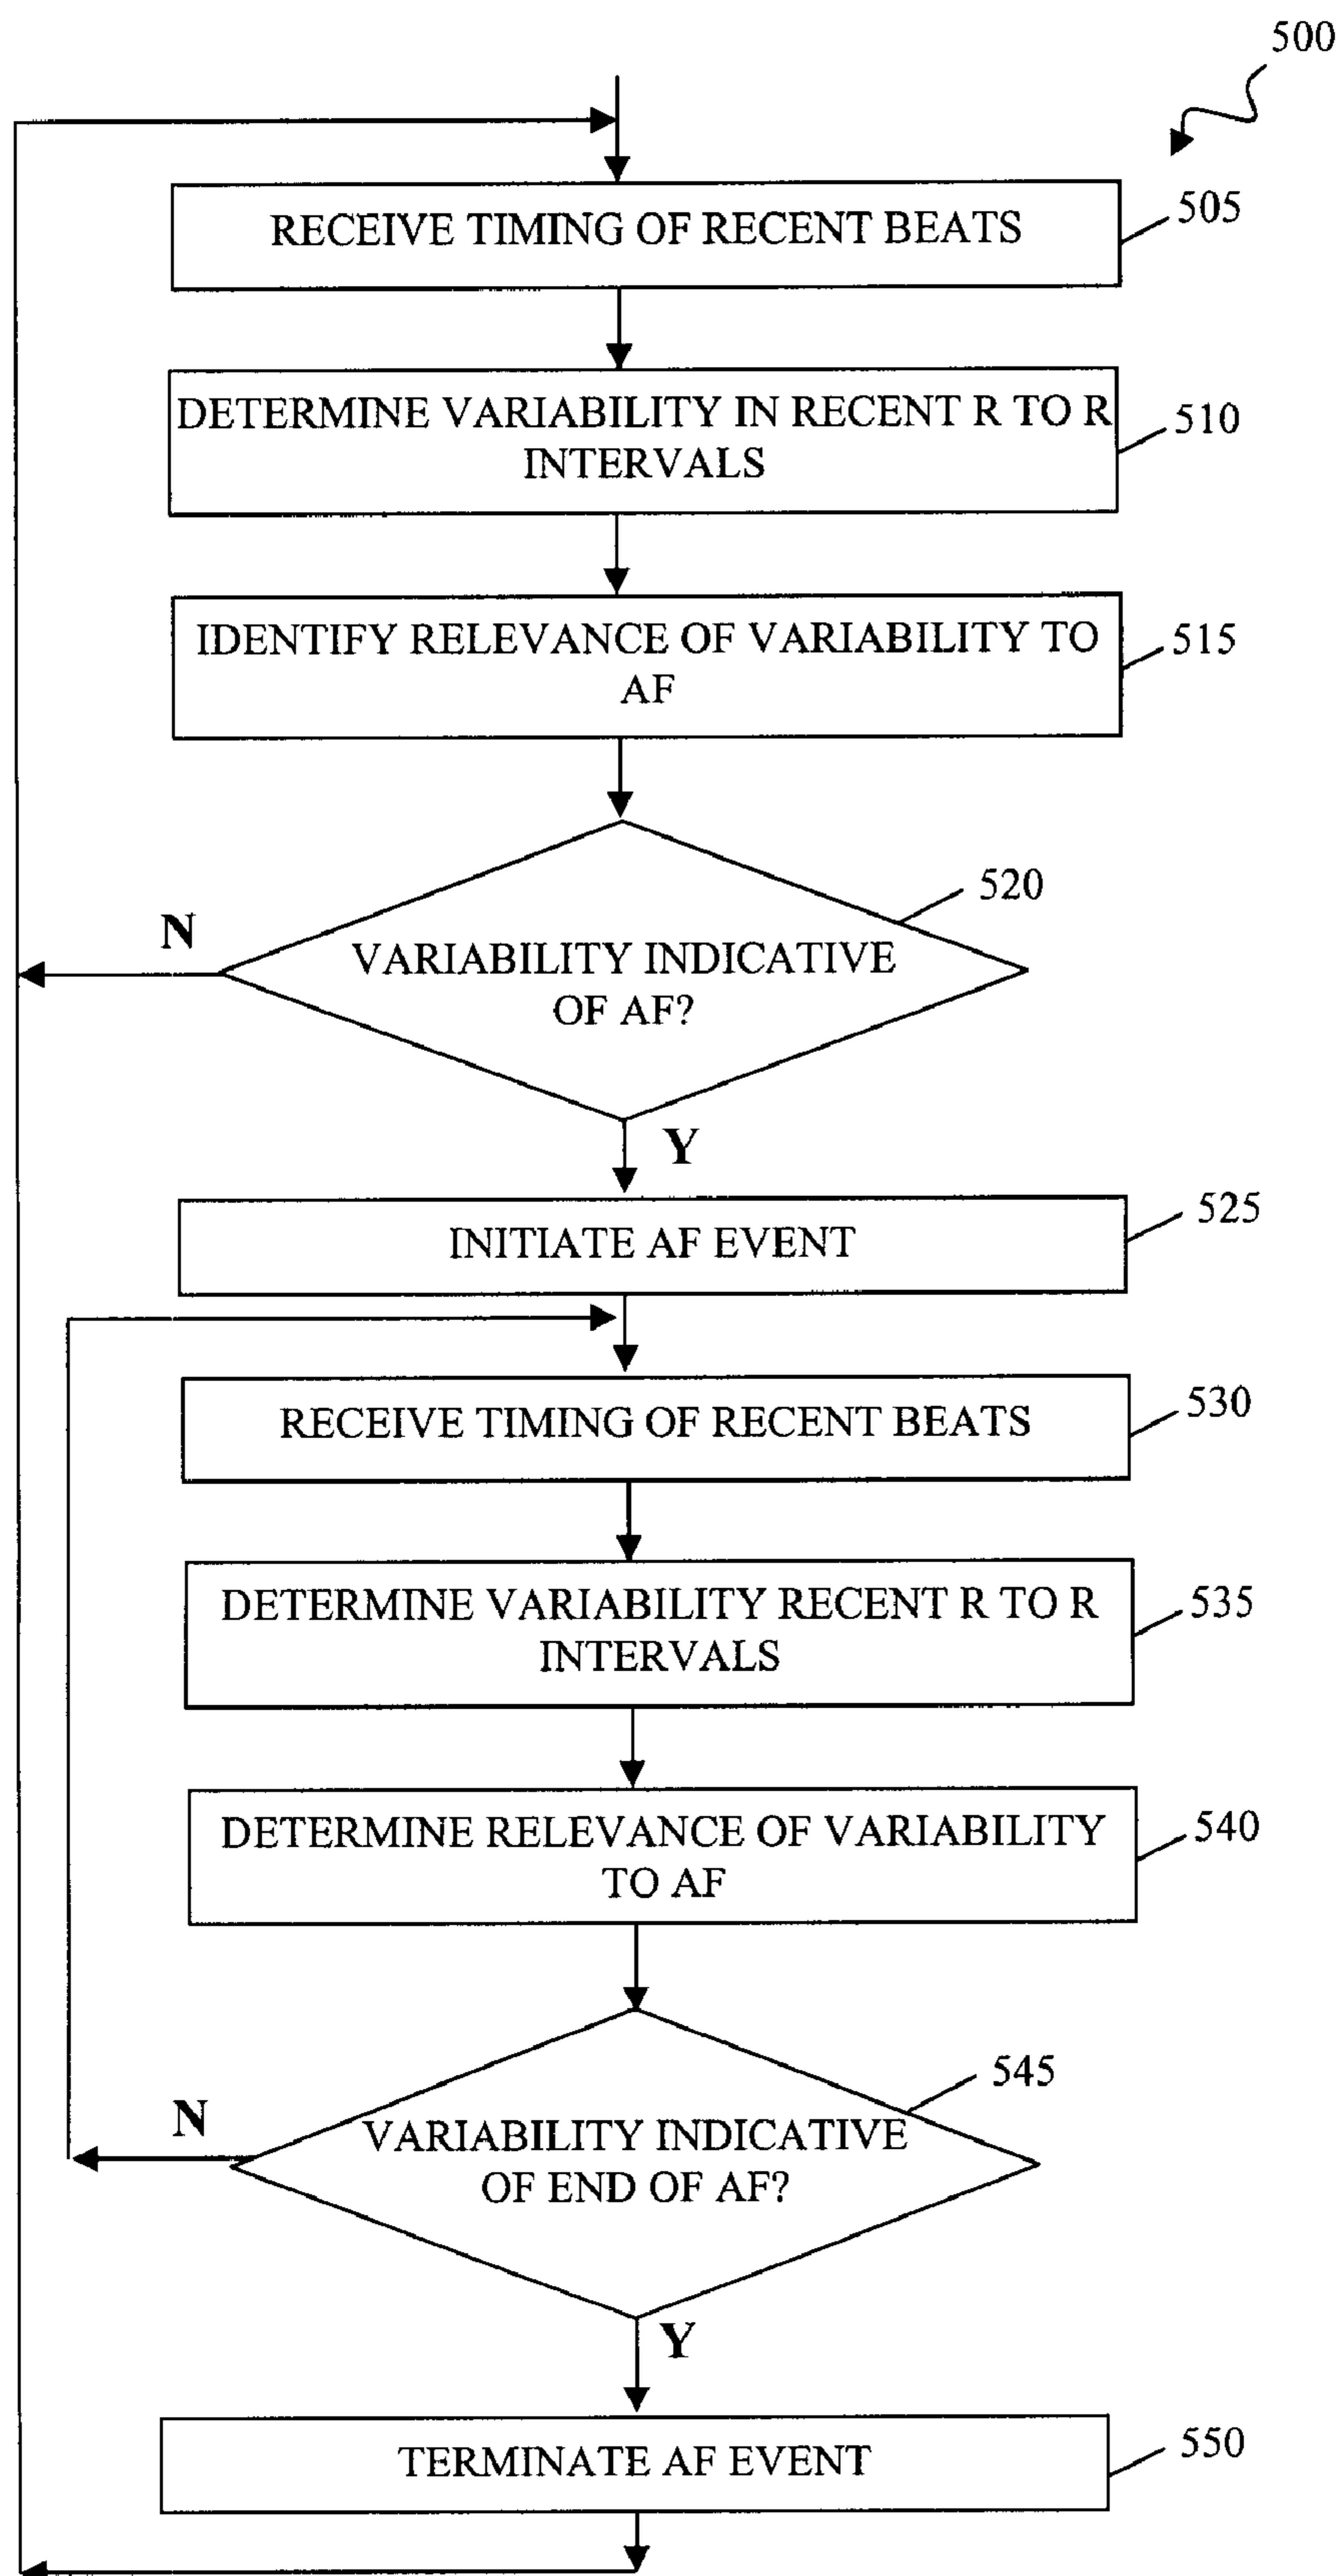 500
RECEIVE TIMING OF RECENT BEATS
505
DETERMINE VARIABILITY IN RECENT R TO R
INTERVALS
510
IDENTIFY RELEVANCE OF VARIABILITY TO
AF
515
520
N
VARIABILITY INDICATIVE
OF AF?
Y
INITIATE AF EVENT
525
RECEIVE TIMING OF RECENT BEATS
530
DETERMINE VARIABILITY RECENT R TO R
INTERVALS
535
DETERMINE RELEVANCE OF VARIABILITY
TO AF
540
545
N
VARIABILITY INDICATIVE
OF END OF AF?
Y
TERMINATE AF EVENT
550